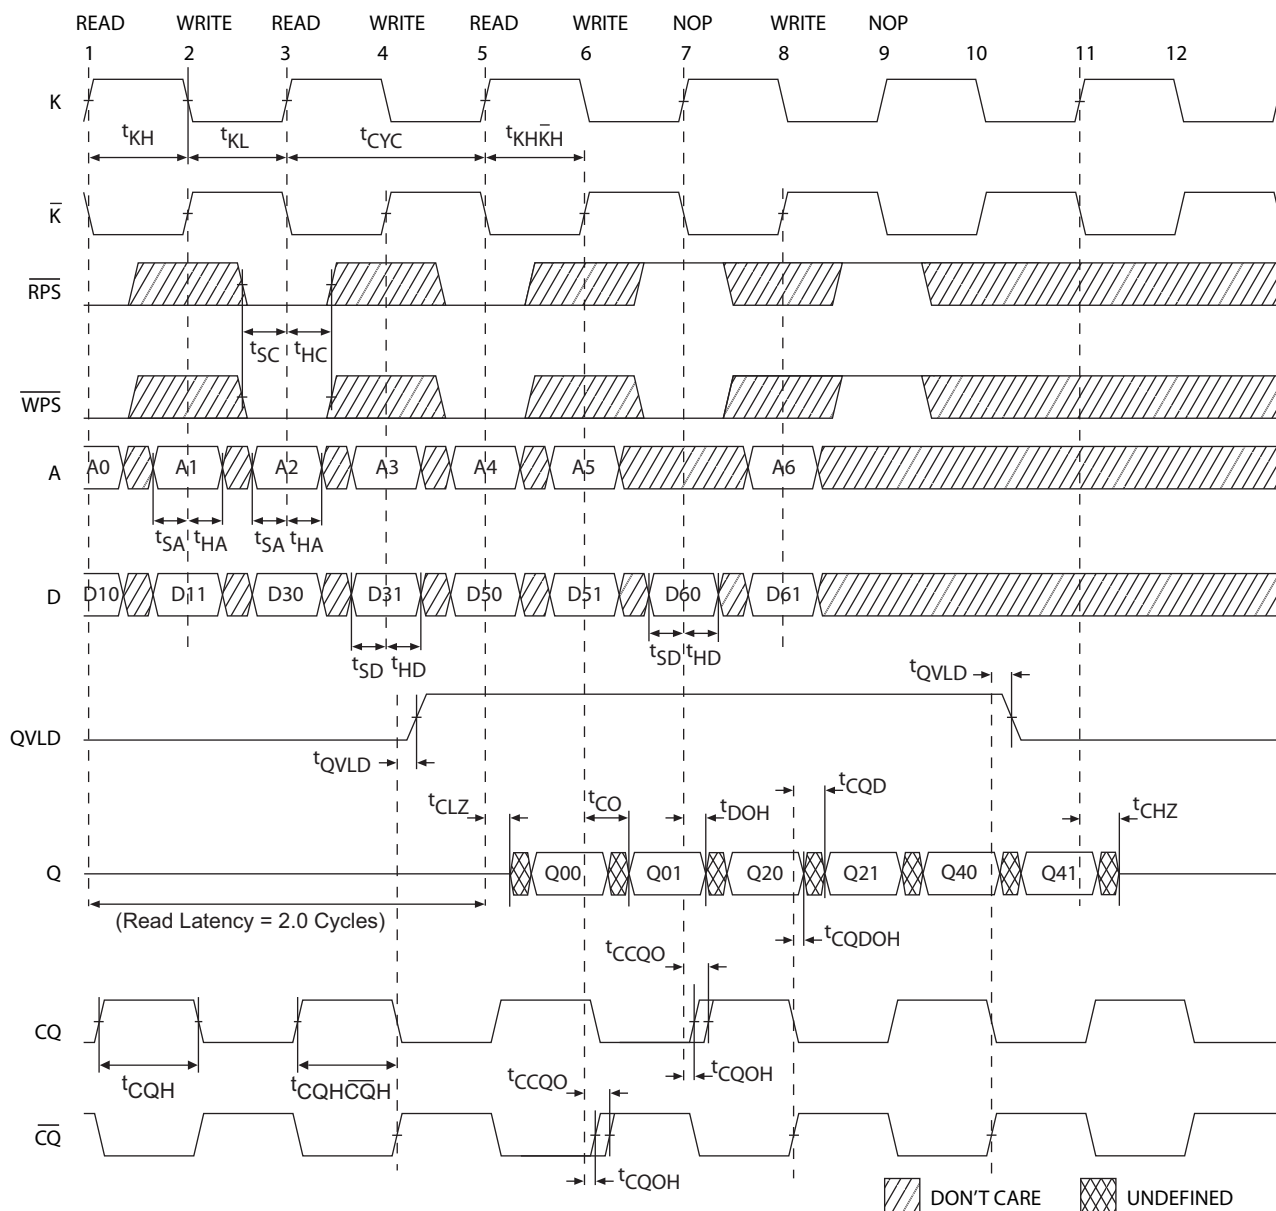 READ WRITE READ WRITE READ WRITE NOP WRITE NOP
1 2 3 4 5 6 7 8 9 10 11 12
K
tKH tKL tCYC tKHK̅H
K̅
R̅P̅S̅
tSC tHC
W̅P̅S̅
A A0 A1 A2 A3 A4 A5 A6
tSA tHA tSA tHA
D D10 D11 D30 D31 D50 D51 D60 D61
tSD tHD tSD tHD
tQVLD
QVLD
tQVLD
tCLZ tCO tDOH tCQD tCHZ
Q Q00 Q01 Q20 Q21 Q40 Q41
(Read Latency = 2.0 Cycles)
tCQDOH
tCCQO
CQ
tCQH tCQHC̅Q̅H tCCQO tCQOH
C̅Q̅
tCQOH
DON'T CARE UNDEFINED